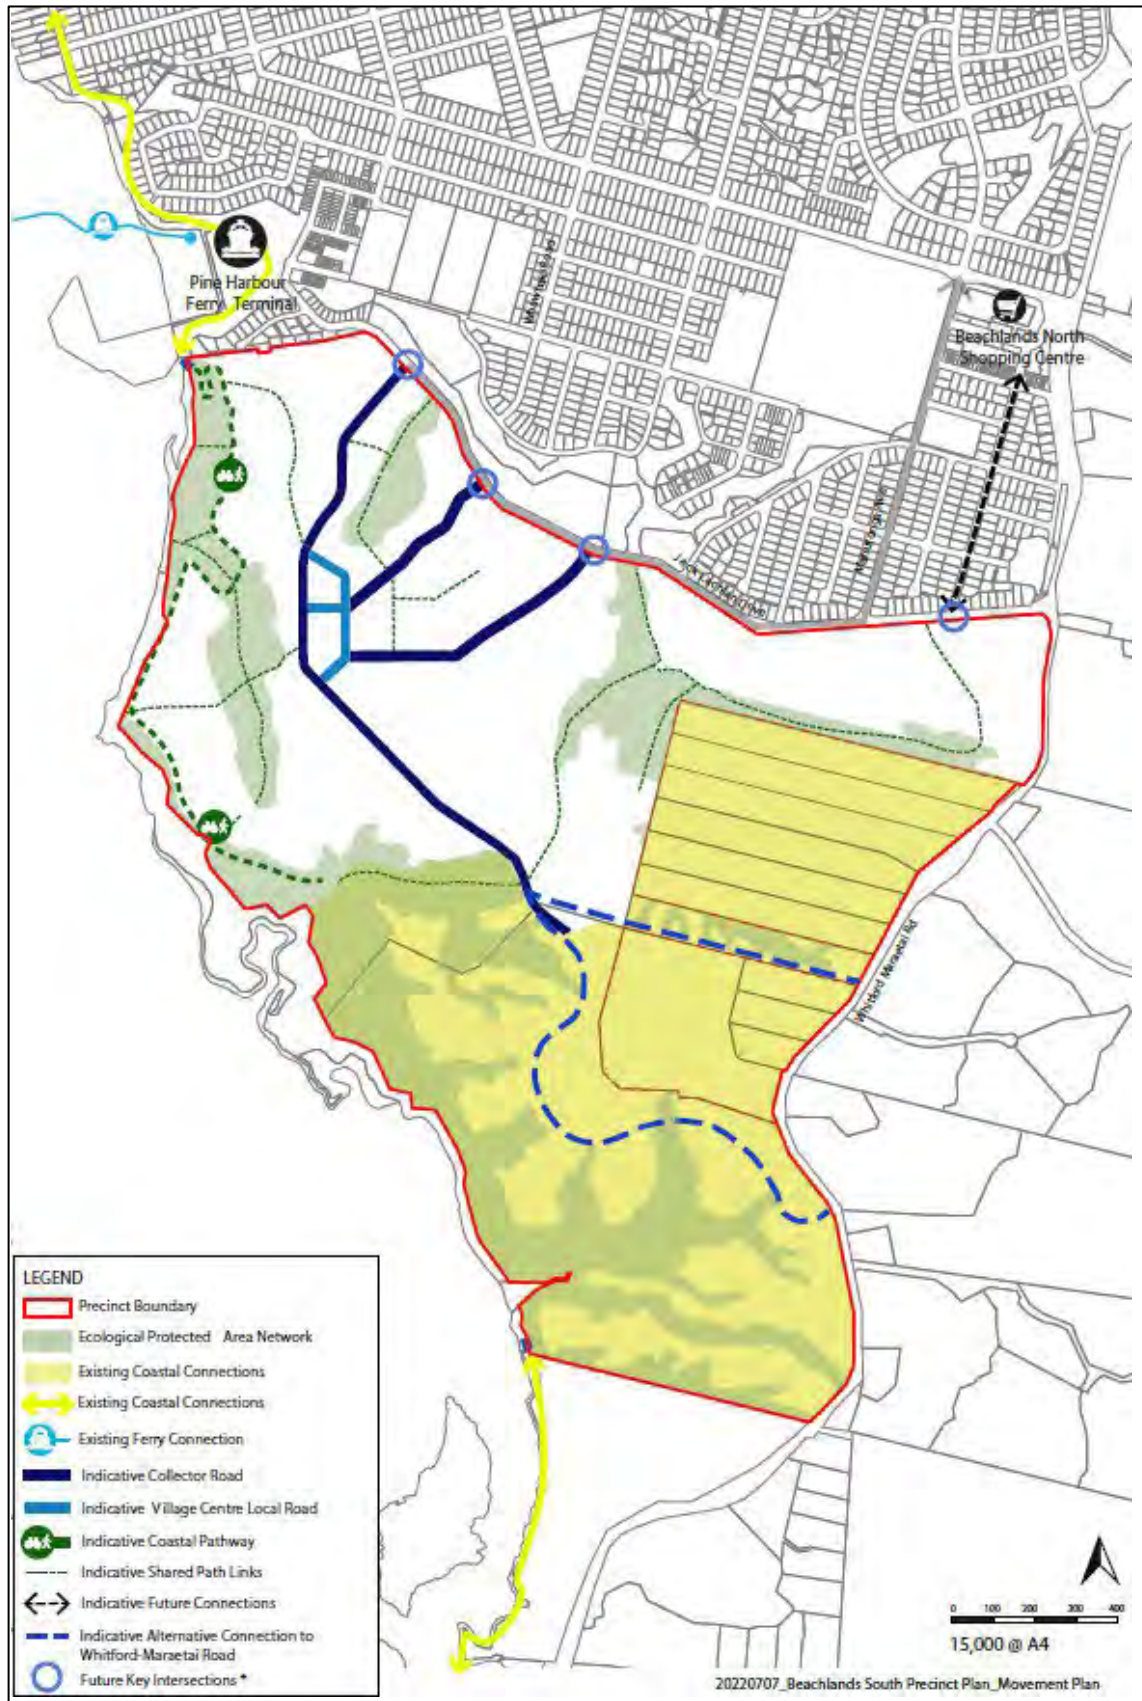 Pine Harbour
Ferry Terminal
Beachlands North
Shopping Centre
Jack Lachlan Drive
Whitford Maraetai Rd
LEGEND
Precinct Boundary
Ecological Protected Area Network
Existing Coastal Connections
Existing Coastal Connections
Existing Ferry Connection
Indicative Collector Road
Indicative Village Centre Local Road
Indicative Coastal Pathway
Indicative Shared Path Links
Indicative Future Connections
Indicative Alternative Connection to
Whitford-Maraetai Road
Future Key Intersections *
0 100 200 300 400
15,000 @ A4
20220707_Beachlands South Precinct Plan_Movement Plan